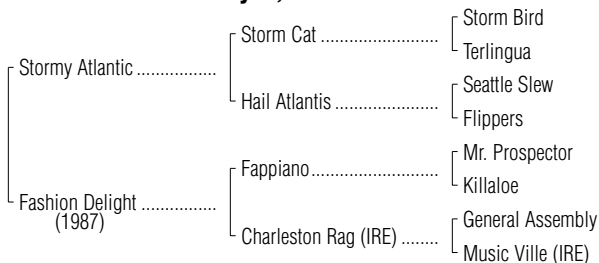 Storm Bird
Storm Cat ........................
Terlingua
Stormy Atlantic ................
Seattle Slew
Hail Atlantis .....................
Flippers
Mr. Prospector
Fappiano..........................
Killaloe
Fashion Delight ...............
(1987)
General Assembly
Charleston Rag (IRE) ........
Music Ville (IRE)